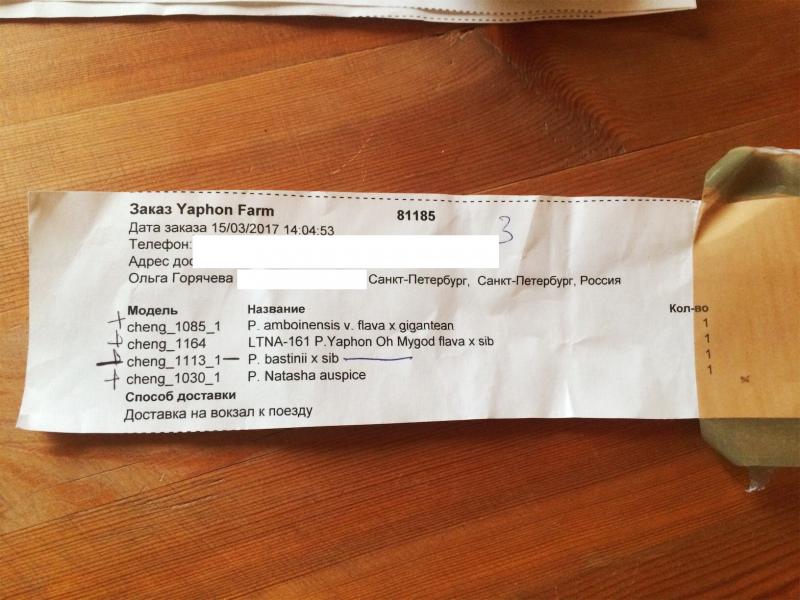 Заказ Yaphon Farm 81185
3
Дата заказа 15/03/2017 14:04:53
Телефон:
Адрес дос
Ольга Горячева Санкт-Петербург, Санкт-Петербург, Россия
Модель Название Кол-во
+ cheng_1085_1 P. amboinensis v. flava x gigantean 1
+ cheng_1164 LTNA-161 P.Yaphon Oh Mygod flava x sib 1
cheng_1113_1 P. bastinii x sib 1
+ cheng_1030_1 P. Natasha auspice 1
Способ доставки
Доставка на вокзал к поезду